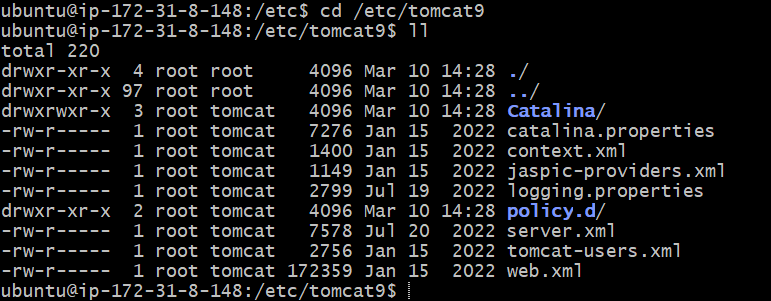 ubuntu@ip-172-31-8-148:/etc$ cd /etc/tomcat9
ubuntu@ip-172-31-8-148:/etc/tomcat9$ ll
total 220
drwxr-xr-x  4 root root     4096 Mar 10 14:28 ./
drwxr-xr-x 97 root root     4096 Mar 10 14:28 ../
drwxrwxr-x  3 root tomcat   4096 Mar 10 14:28 Catalina/
-rw-r-----  1 root tomcat   7276 Jan 15  2022 catalina.properties
-rw-r-----  1 root tomcat   1400 Jan 15  2022 context.xml
-rw-r-----  1 root tomcat   1149 Jan 15  2022 jaspic-providers.xml
-rw-r-----  1 root tomcat   2799 Jul 19  2022 logging.properties
drwxr-xr-x  2 root tomcat   4096 Mar 10 14:28 policy.d/
-rw-r-----  1 root tomcat   7578 Jul 20  2022 server.xml
-rw-r-----  1 root tomcat   2756 Jan 15  2022 tomcat-users.xml
-rw-r-----  1 root tomcat 172359 Jan 15  2022 web.xml
ubuntu@ip-172-31-8-148:/etc/tomcat9$